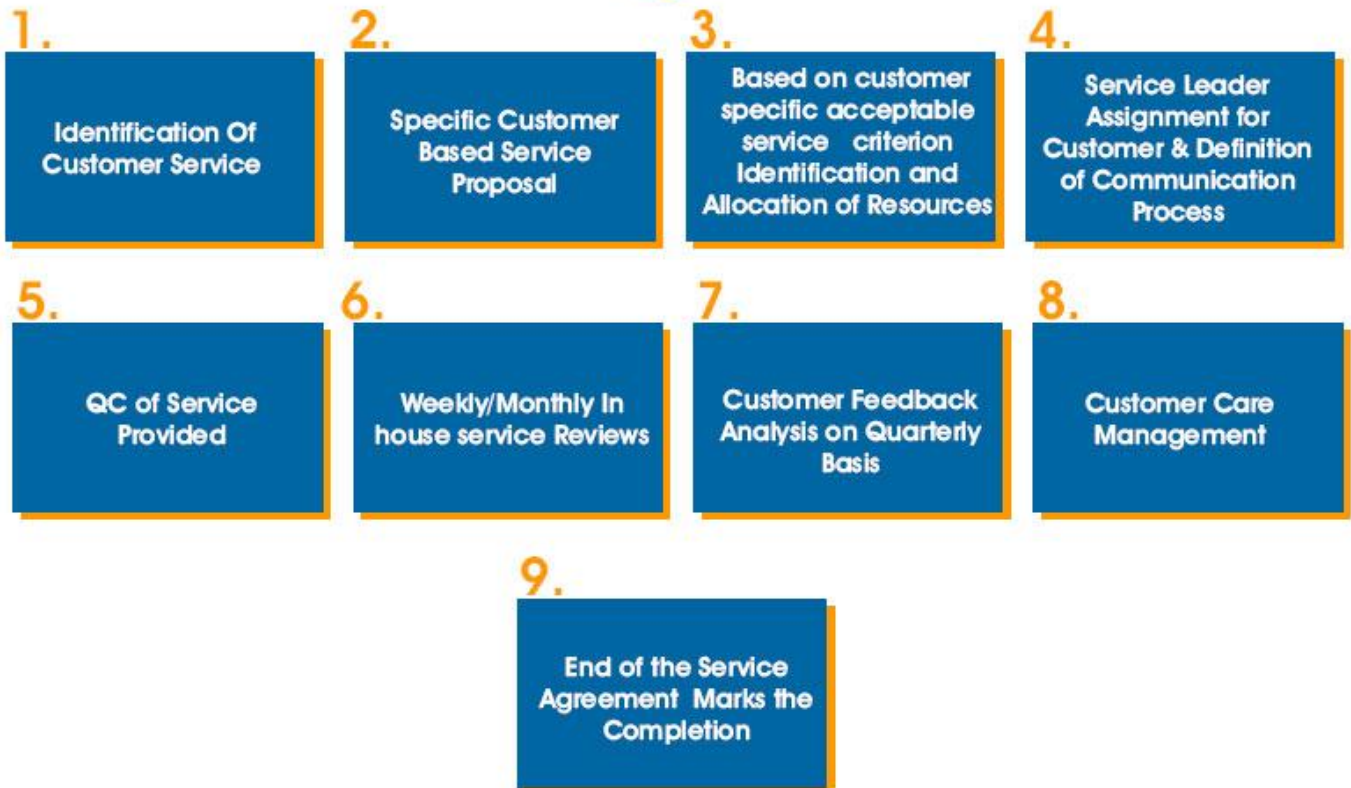 1.
Identification Of
Customer Service
2.
Specific Customer
Based Service
Proposal
3.
Based on customer
specific acceptable
service criterion
Identification and
Allocation of Resources
4.
Service Leader
Assignment for
Customer & Definition
of Communication
Process
5.
QC of Service
Provided
6.
Weekly/Monthly In
house service Reviews
7.
Customer Feedback
Analysis on Quarterly
Basis
8.
Customer Care
Management
9.
End of the Service
Agreement Marks the
Completion